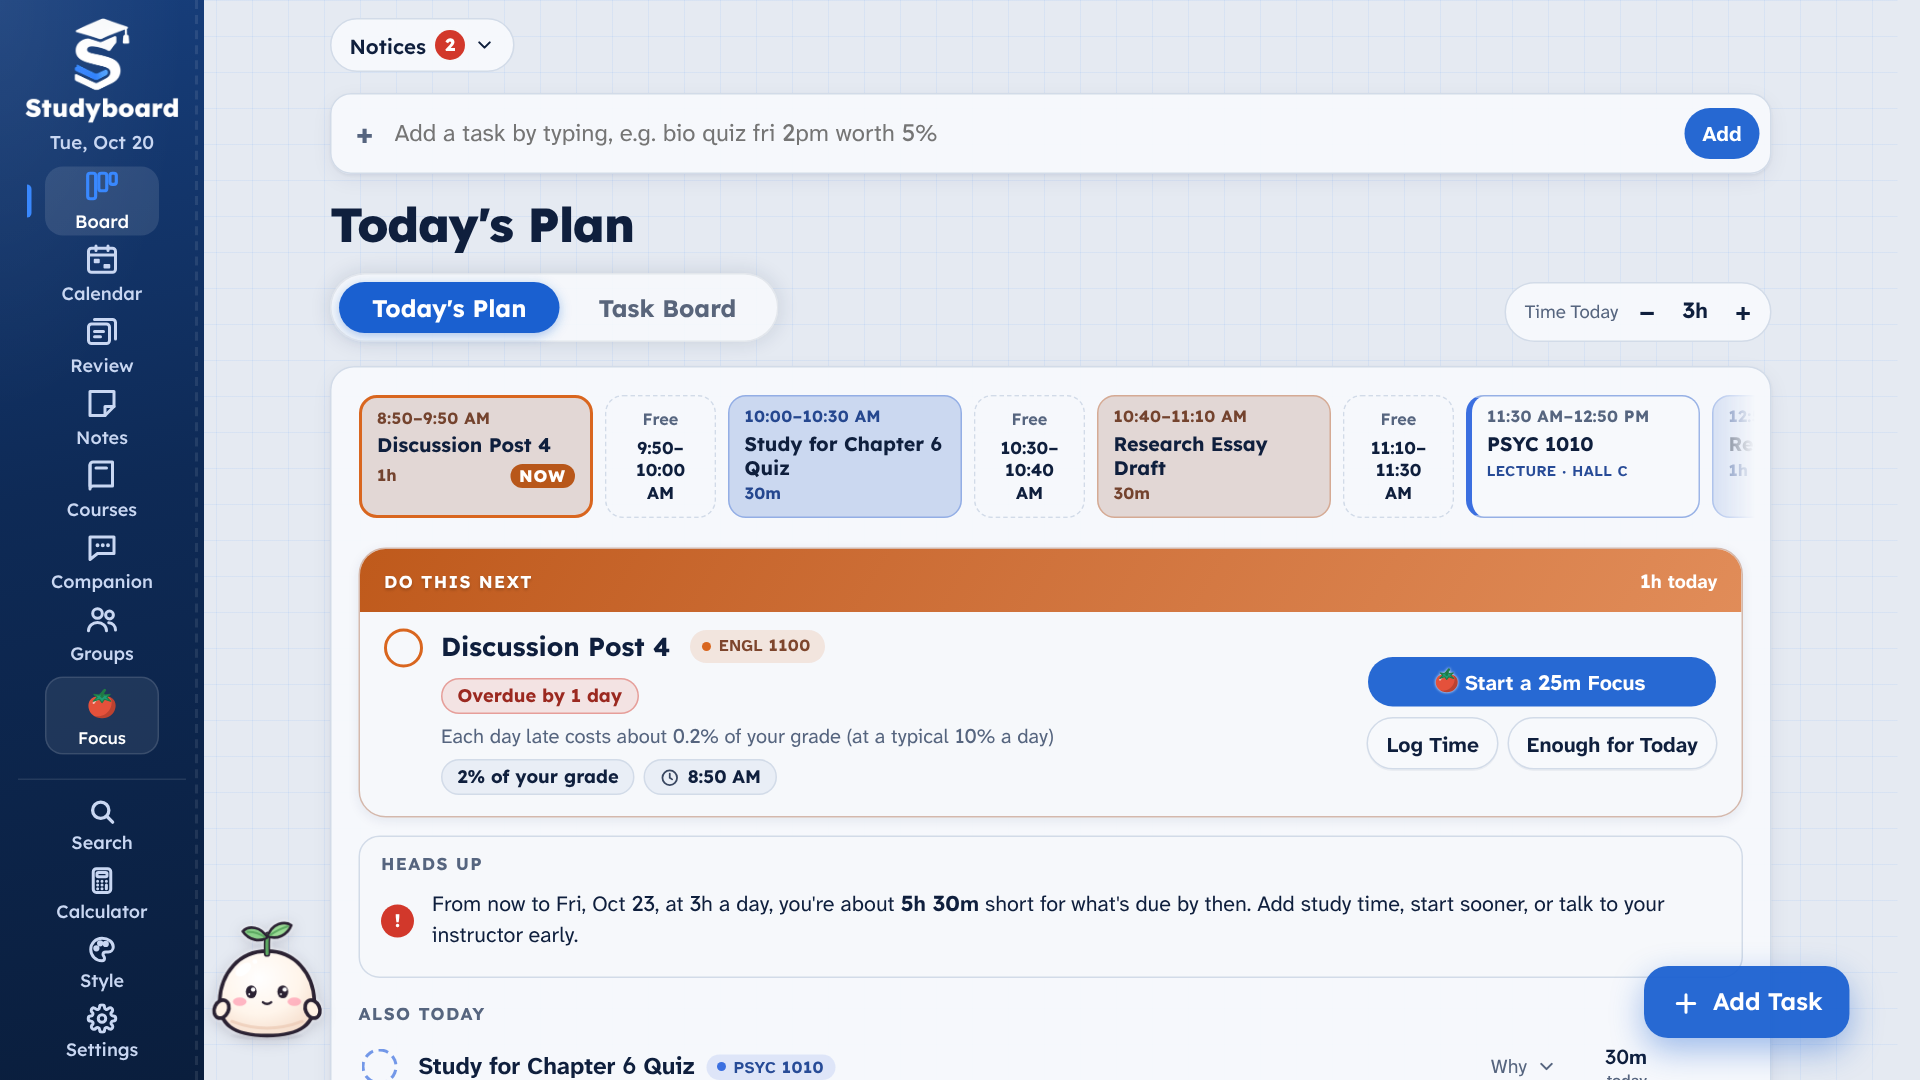 Studyboard
Tue, Oct 20
Board
Calendar
Review
Notes
Courses
Companion
Groups
Focus
Search
Calculator
Style
Settings
Notices 2
+ Add a task by typing, e.g. bio quiz fri 2pm worth 5%
Add
Today's Plan
Today's Plan
Task Board
Time Today − 3h +
8:50–9:50 AM
Discussion Post 4
1h
NOW
Free
9:50–
10:00
AM
10:00–10:30 AM
Study for Chapter 6
Quiz
30m
Free
10:30–
10:40
AM
10:40–11:10 AM
Research Essay
Draft
30m
Free
11:10–
11:30
AM
11:30 AM–12:50 PM
PSYC 1010
LECTURE · HALL C
12:
Re
1h
DO THIS NEXT
1h today
Discussion Post 4
ENGL 1100
Overdue by 1 day
Each day late costs about 0.2% of your grade (at a typical 10% a day)
2% of your grade
8:50 AM
Start a 25m Focus
Log Time
Enough for Today
HEADS UP
! From now to Fri, Oct 23, at 3h a day, you're about 5h 30m short for what's due by then. Add study time, start sooner, or talk to your
instructor early.
+ Add Task
ALSO TODAY
Study for Chapter 6 Quiz
PSYC 1010
Why
30m
today